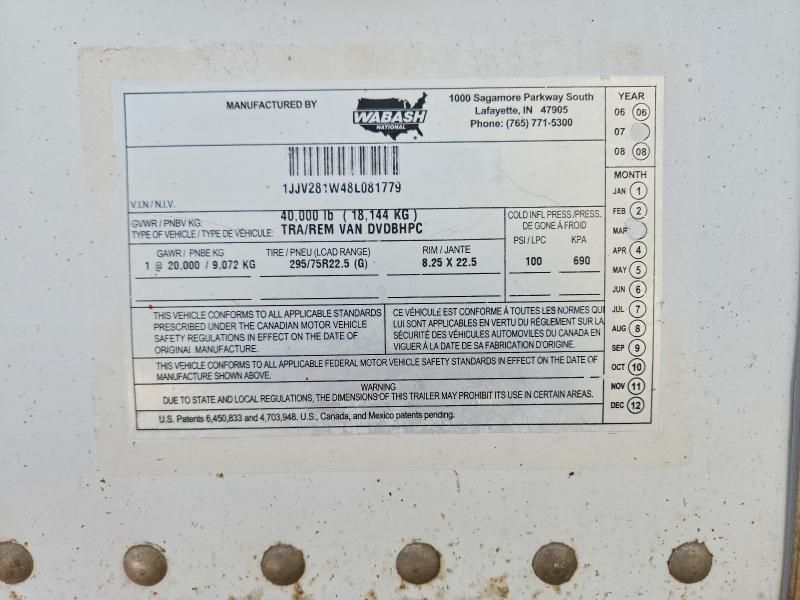 MANUFACTURED BY
WABASH
NATIONAL
1000 Sagamore Parkway South
Lafayette, IN 47905
Phone: (765) 771-5300
V.I.N / N.I.V.
1JJV281W48L081779
GVWR / PNBV KG: 40,000 lb ( 18,144 KG )
TYPE OF VEHICLE / TYPE DE VÉHICULE: TRA/REM VAN DVDBHPC
COLD INFL PRESS/PRESS.
DE GONE À FROID
GAWR / PNBE KG TIRE / PNEU (LOAD RANGE) RIM / JANTE PSI / LPC KPA
1 @ 20,000 / 9,072 KG 295/75R22.5 (G) 8.25 X 22.5 100 690
THIS VEHICLE CONFORMS TO ALL APPLICABLE STANDARDS
PRESCRIBED UNDER THE CANADIAN MOTOR VEHICLE
SAFETY REGULATIONS IN EFFECT ON THE DATE OF
ORIGINAL MANUFACTURE.
CE VÉHICULE EST CONFORME À TOUTES LES NORMES QUI
LUI SONT APPLICABLES EN VERTU DU RÉGLEMENT SUR LA
SÉCURITÉ DES VÉHICULES AUTOMOBILES DU CANADA EN
VIGUER À LA DATE DE SA FABRICATION D'ORIGINE.
THIS VEHICLE CONFORMS TO ALL APPLICABLE FEDERAL MOTOR VEHICLE SAFETY STANDARDS IN EFFECT ON THE DATE OF
MANUFACTURE SHOWN ABOVE.
WARNING
DUE TO STATE AND LOCAL REGULATIONS, THE DIMENSIONS OF THIS TRAILER MAY PROHIBIT ITS USE IN CERTAIN AREAS.
U.S. Patents 6,450,833 and 4,703,948. U.S., Canada, and Mexico patents pending.
YEAR
06 06
07
08 08
MONTH
JAN 1
FEB 2
MAR
APR 4
MAY 5
JUN 6
JUL 7
AUG 8
SEP 9
OCT 10
NOV 11
DEC 12